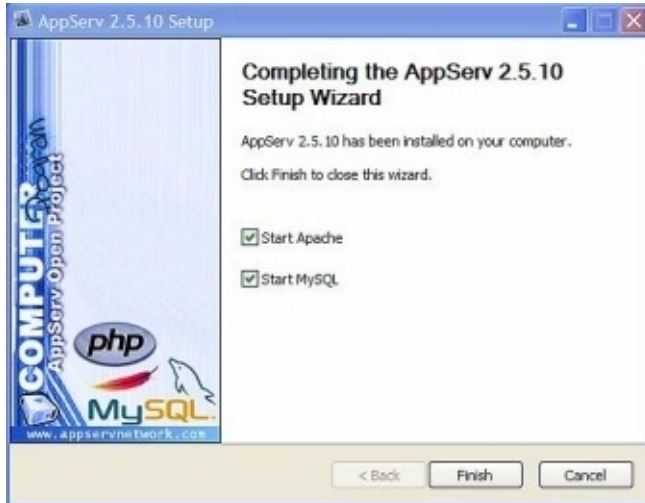 AppServ 2.5.10 Setup
Completing the AppServ 2.5.10
Setup Wizard
AppServ 2.5.10 has been installed on your computer.
Click Finish to close this wizard.
Start Apache
Start MySQL
COMPUTER
program
AppServ Open Project
php
MySQL
www.appservnetwork.com
< Back
Finish
Cancel